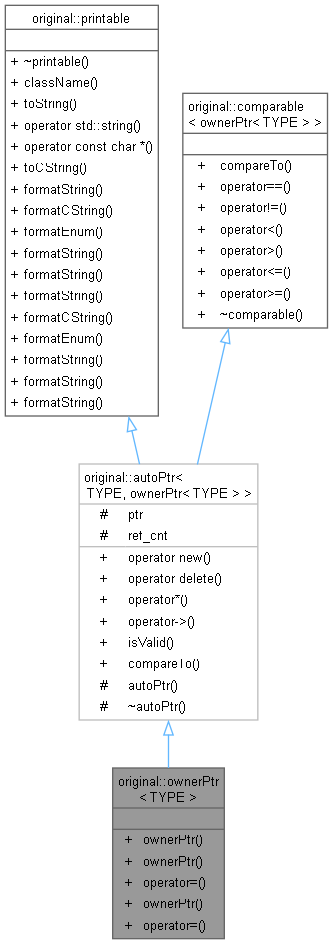 original::printable
+ ~printable()
+ className()
+ toString()
+ operator std::string()
+ operator const char *()
+ toCString()
+ formatString()
+ formatCString()
+ formatEnum()
+ formatString()
+ formatString()
+ formatString()
+ formatCString()
+ formatEnum()
+ formatString()
+ formatString()
+ formatString()
original::comparable
< ownerPtr< TYPE > >
+ compareTo()
+ operator==()
+ operator!=()
+ operator<()
+ operator>()
+ operator<=()
+ operator>=()
+ ~comparable()
original::autoPtr<
TYPE, ownerPtr< TYPE > >
# ptr
# ref_cnt
+ operator new()
+ operator delete()
+ operator*()
+ operator->()
+ isValid()
+ compareTo()
# autoPtr()
# ~autoPtr()
original::ownerPtr
< TYPE >
+ ownerPtr()
+ ownerPtr()
+ operator=()
+ ownerPtr()
+ operator=()